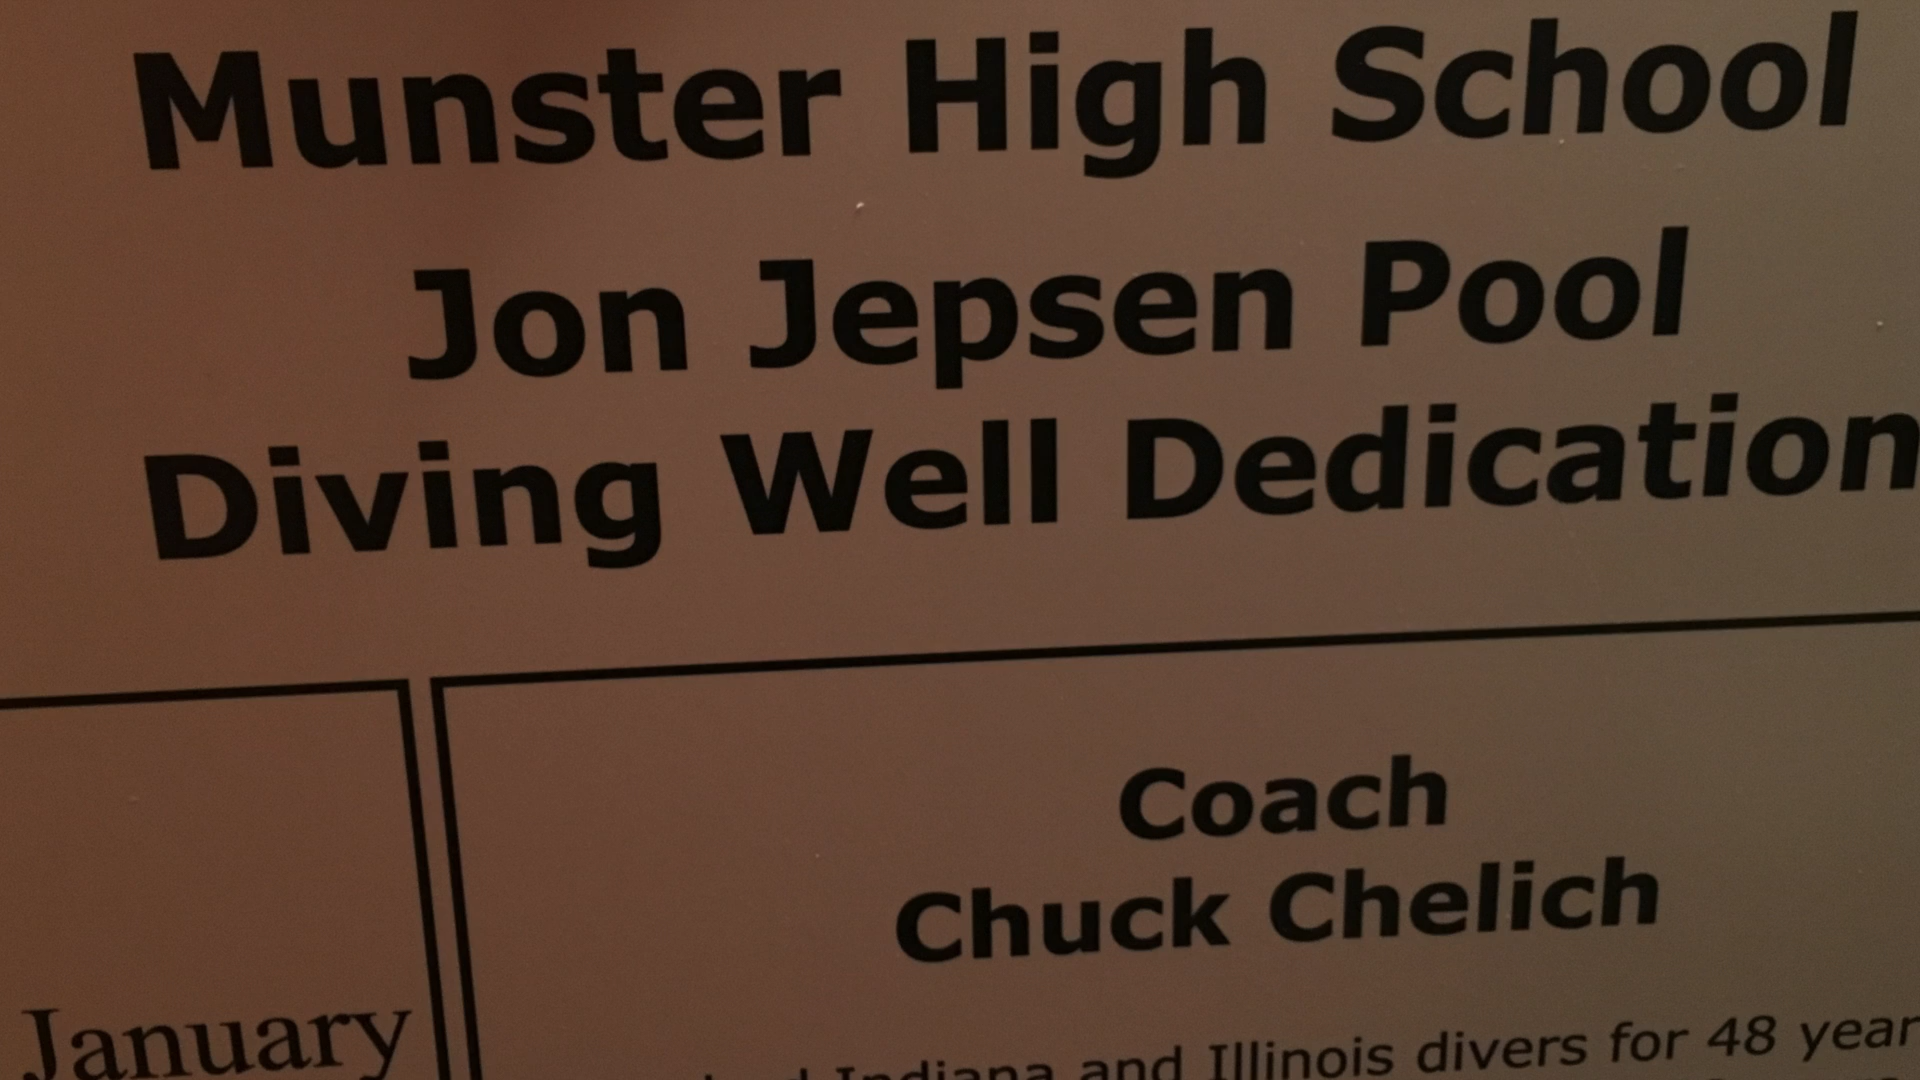 Munster High School
Jon Jepsen Pool
Diving Well Dedication
Coach
Chuck Chelich
January
Indiana and Illinois divers for 48 year